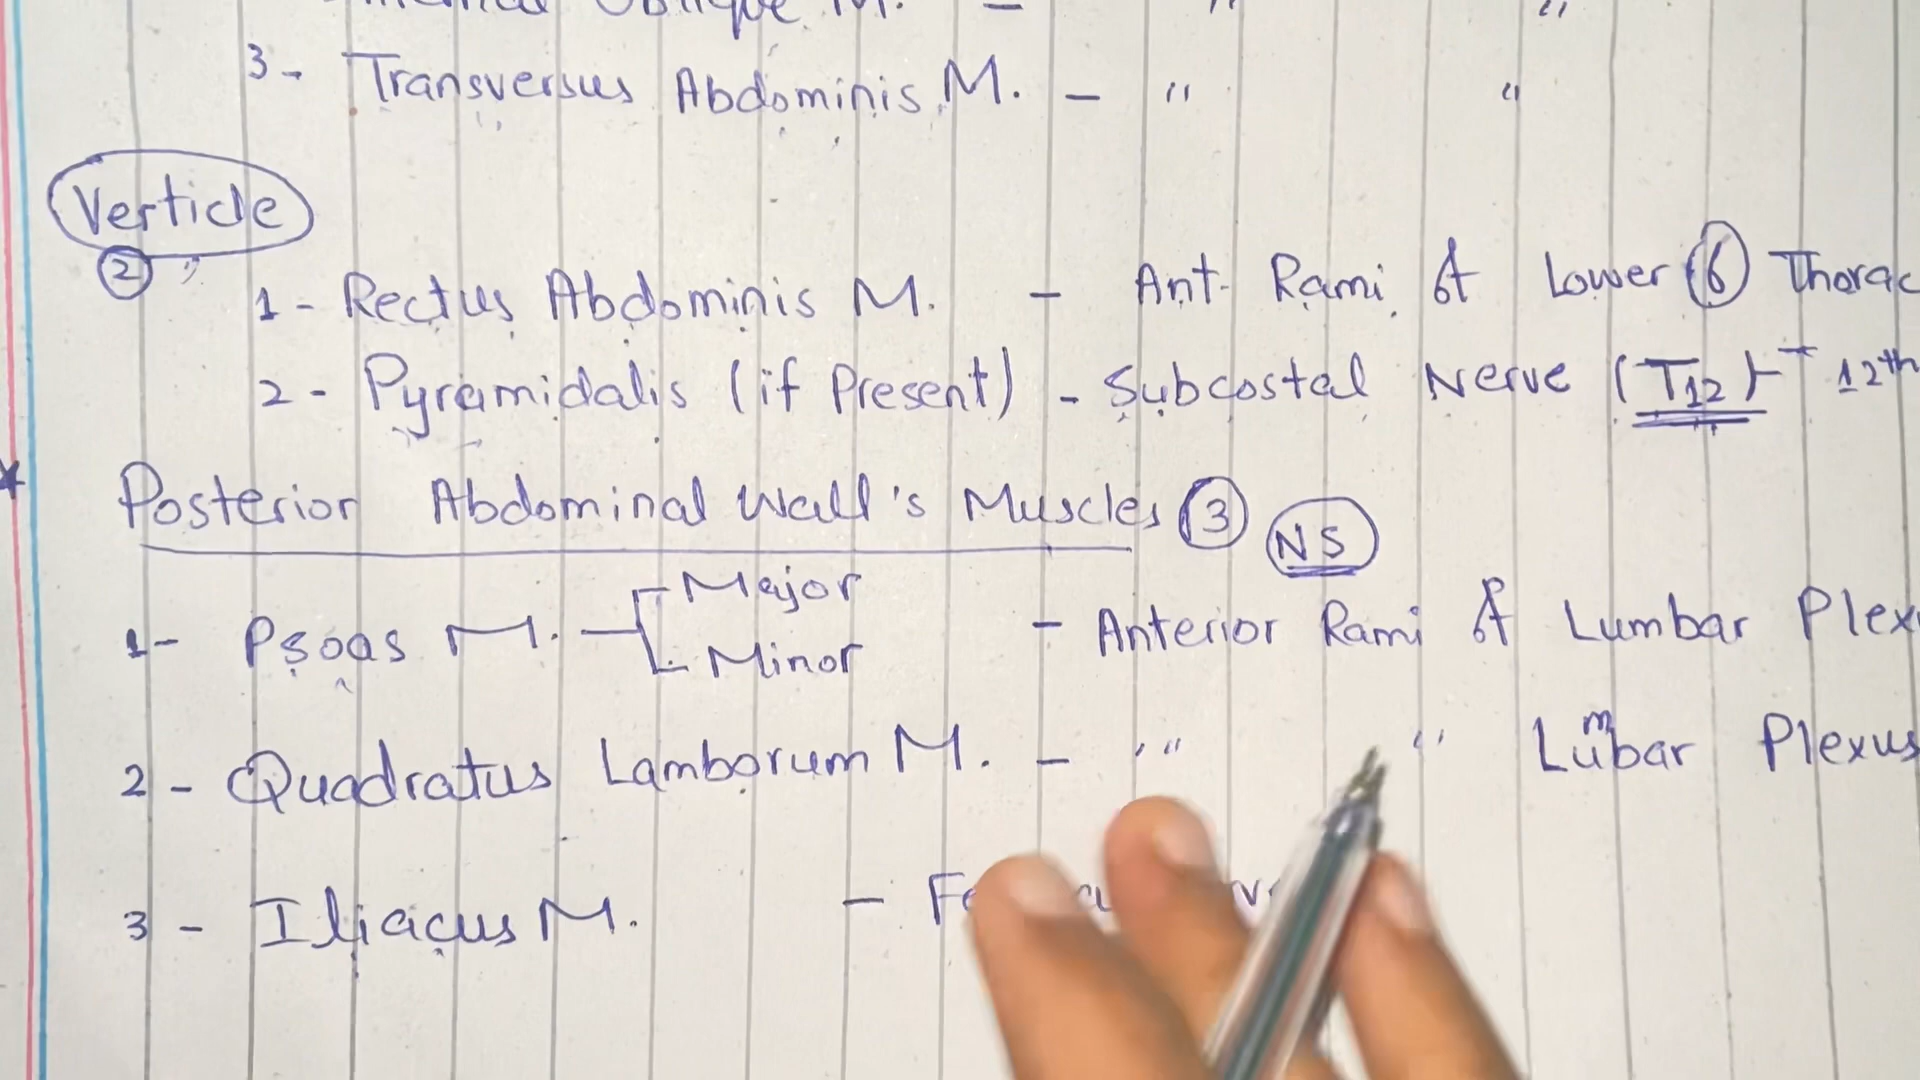 Oblique M. - " "
3- Transversus Abdominis M. - " "
Verticle
2 "
1- Rectus Abdominis M. - Ant. Rami of Lower 6 Thorac
2- Pyramidalis (if Present) - Subcostal Nerve (T12) - 12th
Posterior Abdominal Wall's Muscles 3 NS
1- Psoas M. - Major - Anterior Rami of Lumbar Plex
Minor
2- Quadratus Lamborum M. - " " Lumbar Plexus
3- Iliacus M. -